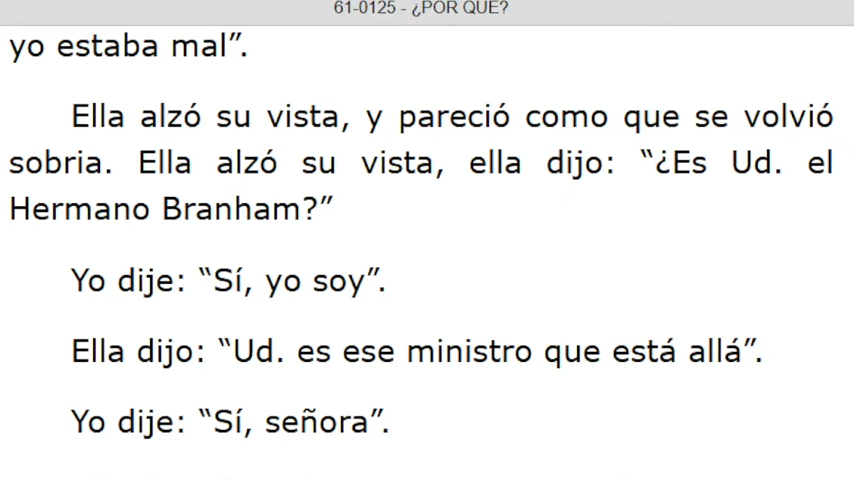 61-0125 - ¿POR QUÉ?
yo estaba mal”.
Ella alzó su vista, y pareció como que se volvió
sobria. Ella alzó su vista, ella dijo: “¿Es Ud. el
Hermano Branham?”
Yo dije: “Sí, yo soy”.
Ella dijo: “Ud. es ese ministro que está allá”.
Yo dije: “Sí, señora”.